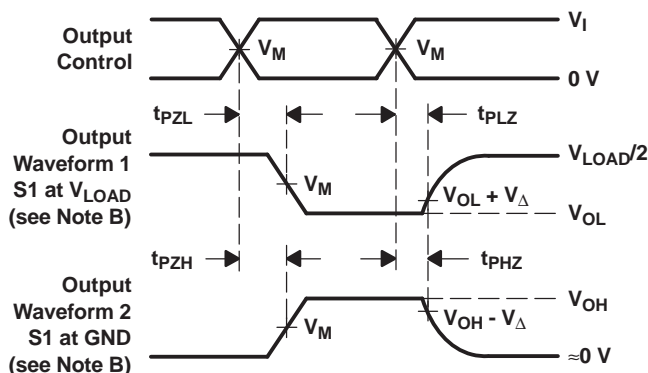 Output
Control
V_M
V_M
V_I
0 V
t_PZL
t_PLZ
Output
Waveform 1
S1 at V_LOAD
(see Note B)
V_M
V_LOAD/2
V_OL + V_Δ
V_OL
t_PZH
t_PHZ
Output
Waveform 2
S1 at GND
(see Note B)
V_M
V_OH
V_OH - V_Δ
≈0 V